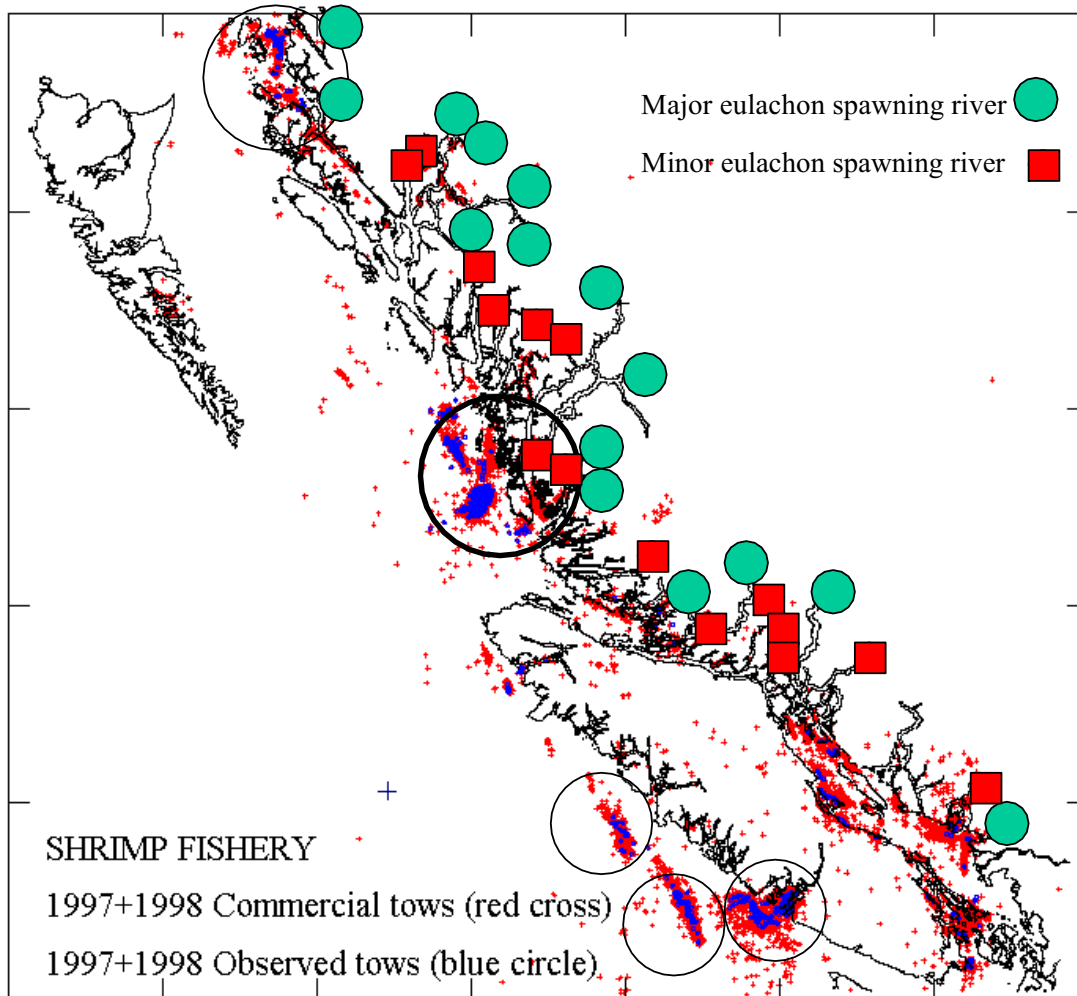 Major eulachon spawning river
Minor eulachon spawning river
SHRIMP FISHERY
1997+1998 Commercial tows (red cross)
1997+1998 Observed tows (blue circle)